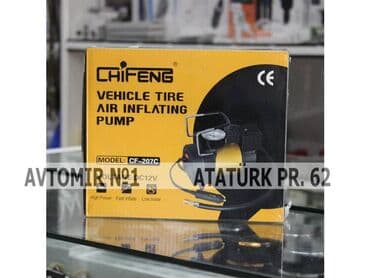 CHIFENG
CE
VEHICLE TIRE
AIR INFLATING
PUMP
MODEL: CF-207C
AVTOMIR №1
ATATURK PR. 62
High Power
Fast Inflate
Low Noise